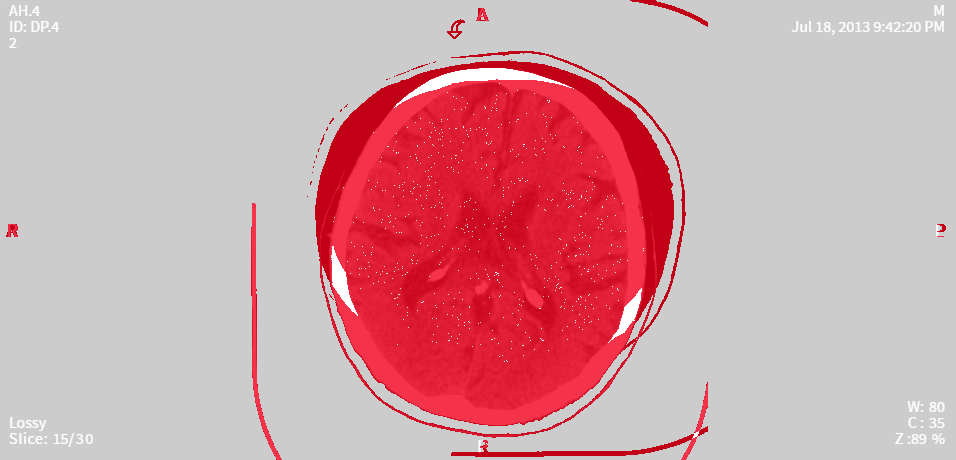 AH.4
ID: DP.4
2
A
M
Jul 18, 2013 9:42:20 PM
R
Lossy
Slice: 15/30
W: 80
C: 35
Z:89 %